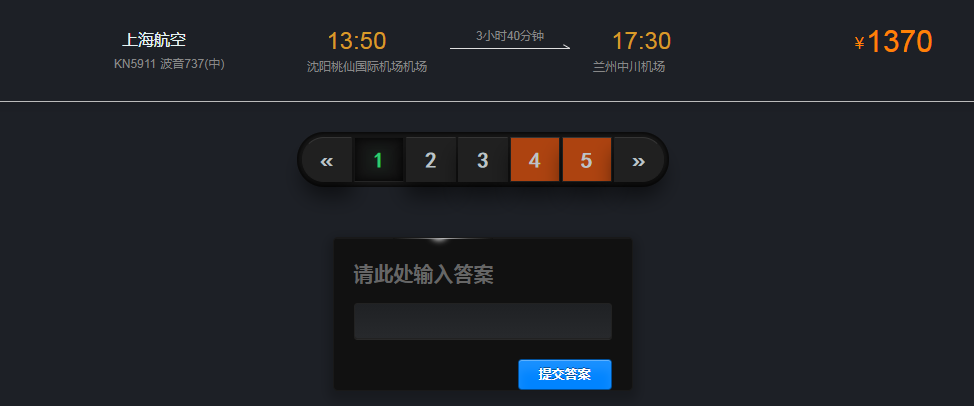 上海航空
KN5911 波音737(中)
13:50
沈阳桃仙国际机场机场
3小时40分钟
17:30
兰州中川机场
¥1370
« 1 2 3 4 5 »
请此处输入答案
提交答案